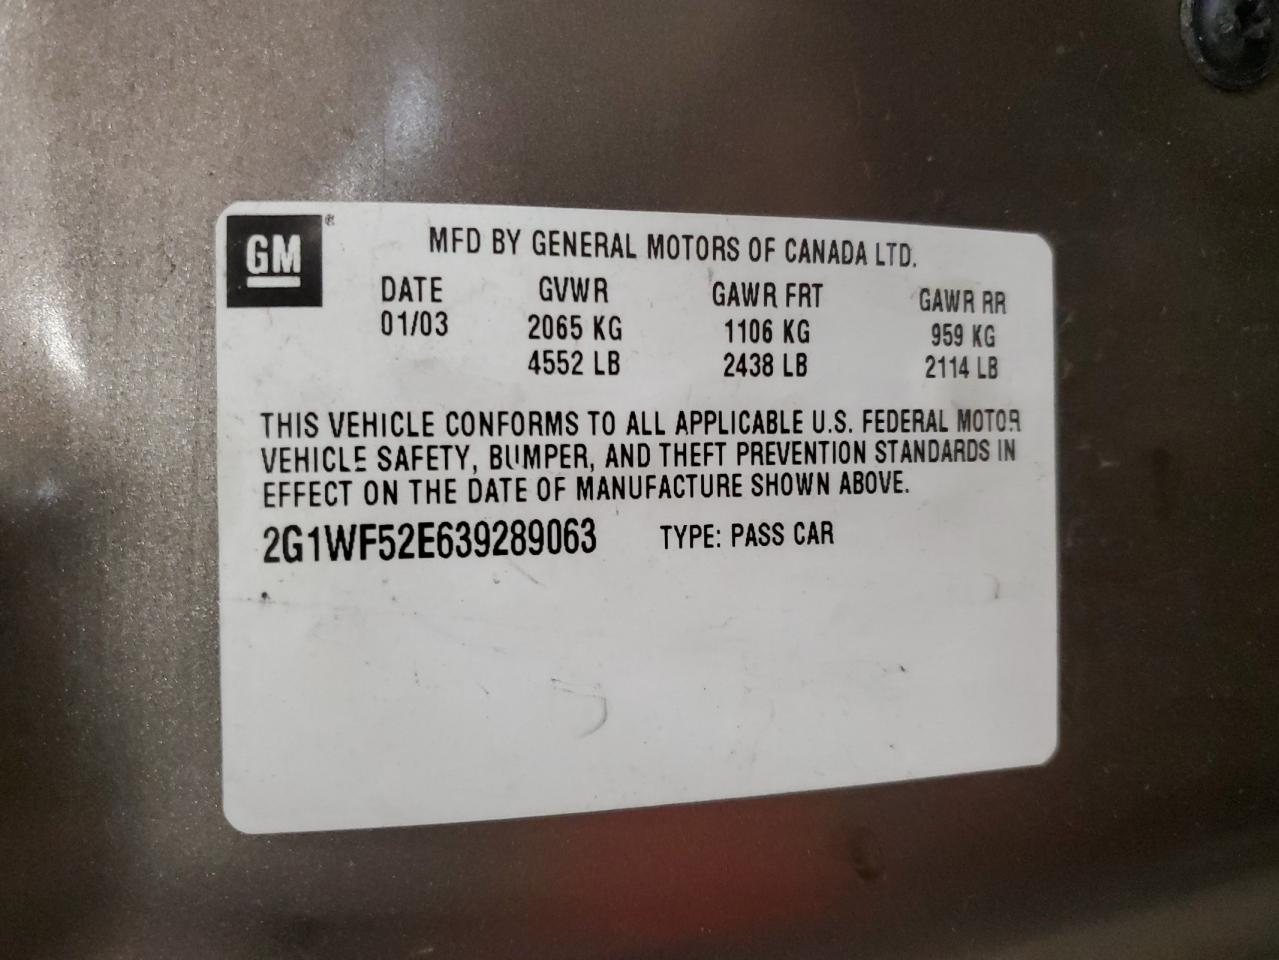 GM®
MFD BY GENERAL MOTORS OF CANADA LTD.
DATE GVWR GAWR FRT GAWR RR
01/03 2065 KG 1106 KG 959 KG
4552 LB 2438 LB 2114 LB
THIS VEHICLE CONFORMS TO ALL APPLICABLE U.S. FEDERAL MOTOR
VEHICLE SAFETY, BUMPER, AND THEFT PREVENTION STANDARDS IN
EFFECT ON THE DATE OF MANUFACTURE SHOWN ABOVE.
2G1WF52E639289063 TYPE: PASS CAR